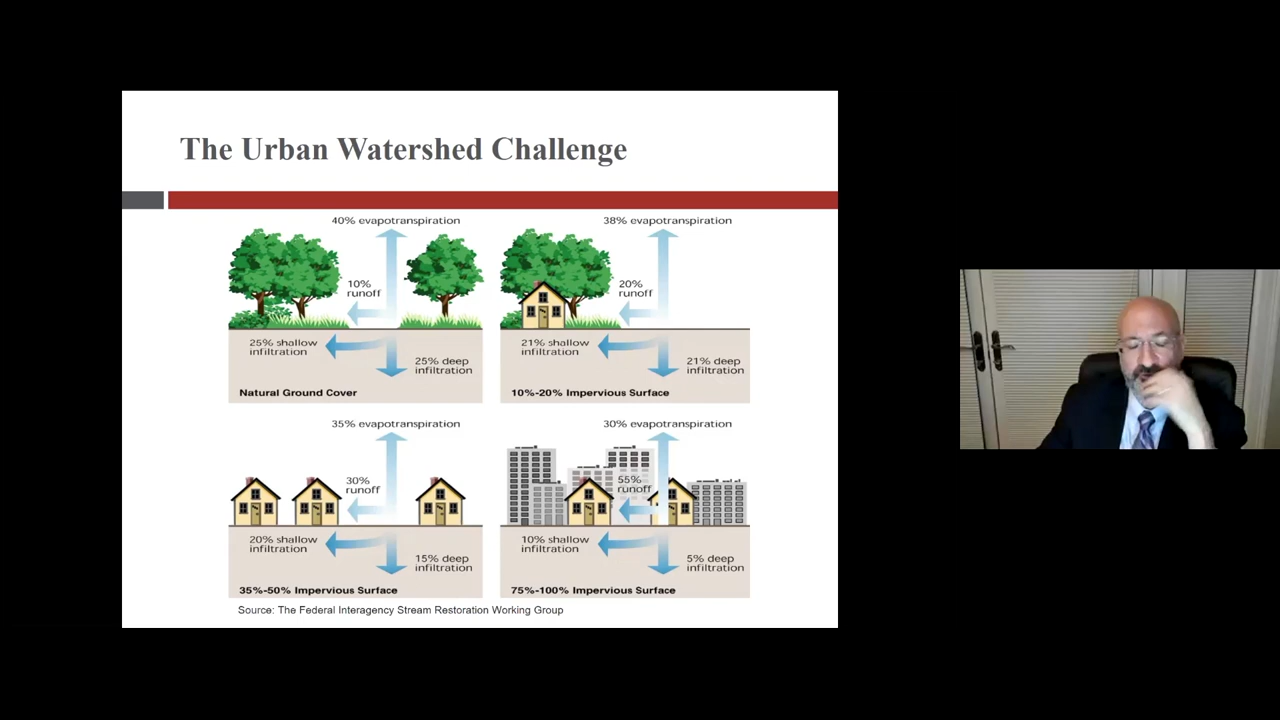 The Urban Watershed Challenge
40% evapotranspiration
10%
runoff
25% shallow
infiltration
25% deep
infiltration
Natural Ground Cover
38% evapotranspiration
20%
runoff
21% shallow
infiltration
21% deep
infiltration
10%-20% Impervious Surface
35% evapotranspiration
30%
runoff
20% shallow
infiltration
15% deep
infiltration
35%-50% Impervious Surface
30% evapotranspiration
55%
runoff
10% shallow
infiltration
5% deep
infiltration
75%-100% Impervious Surface
Source: The Federal Interagency Stream Restoration Working Group